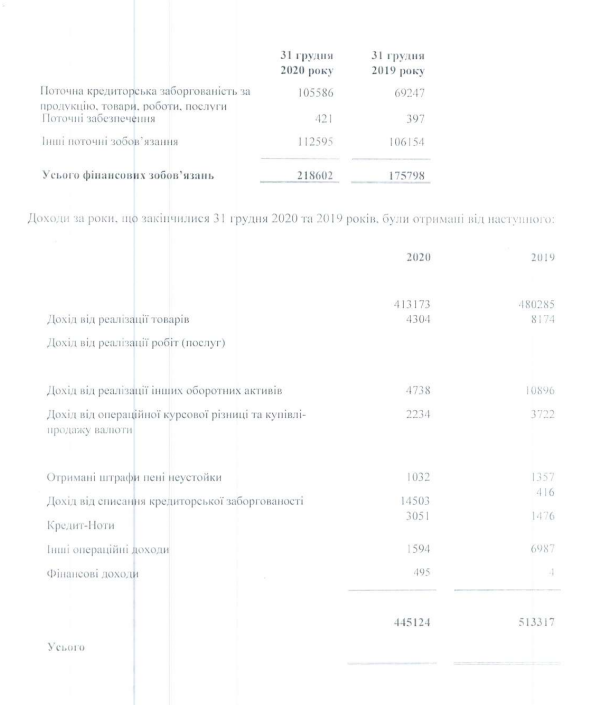 31 грудня 31 грудня
2020 року 2019 року
Поточна кредиторська заборгованість за 105586 69247
продукцію, товари, роботи, послуги
Поточні забезпечення 421 397
Інші поточні зобов'язання 112595 106154
Усього фінансових зобов'язань 218602 175798
Доходи за роки, що закінчилися 31 грудня 2020 та 2019 років, були отримані від наступного:
2020 2019
413173 480285
Дохід від реалізації товарів 4304 8174
Дохід від реалізації робіт (послуг)
Дохід від реалізації інших оборотних активів 4738 10896
Дохід від операційної курсової різниці та купівлі- 2234 3722
продажу валюти
Отримані штрафи пені неустойки 1032 1357
416
Дохід від списання кредиторської заборгованості 14503
3051 1476
Кредит-Ноти
Інші операційні доходи 1594 6987
Фінансові доходи 495 4
445124 513317
Усього